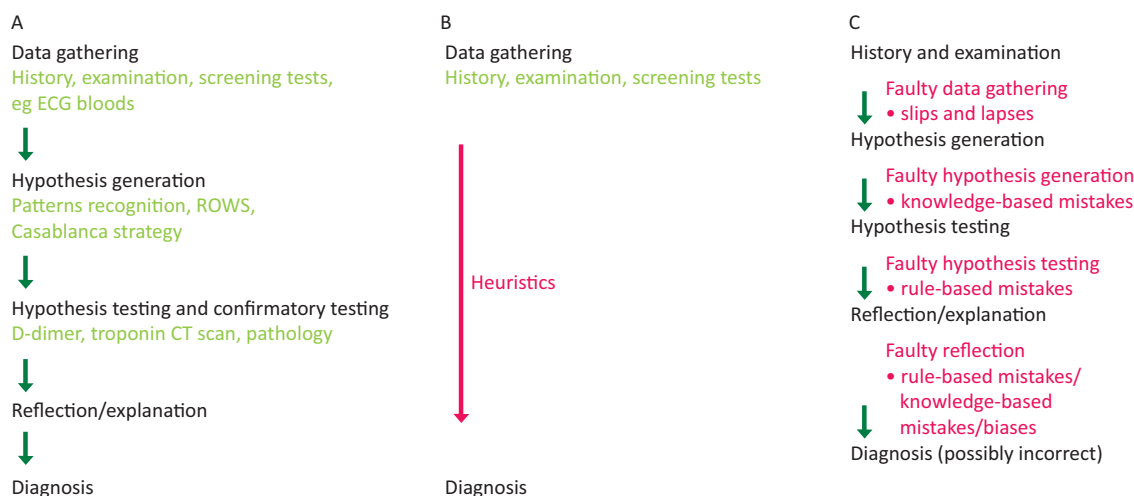 A
Data gathering
History, examination, screening tests,
eg ECG bloods
Hypothesis generation
Patterns recognition, ROWS,
Casablanca strategy
Hypothesis testing and confirmatory testing
D-dimer, troponin CT scan, pathology
Reflection/explanation
Diagnosis
B
Data gathering
History, examination, screening tests
Heuristics
Diagnosis
C
History and examination
Faulty data gathering
• slips and lapses
Hypothesis generation
Faulty hypothesis generation
• knowledge-based mistakes
Hypothesis testing
Faulty hypothesis testing
• rule-based mistakes
Reflection/explanation
Faulty reflection
• rule-based mistakes/
knowledge-based
mistakes/biases
Diagnosis (possibly incorrect)